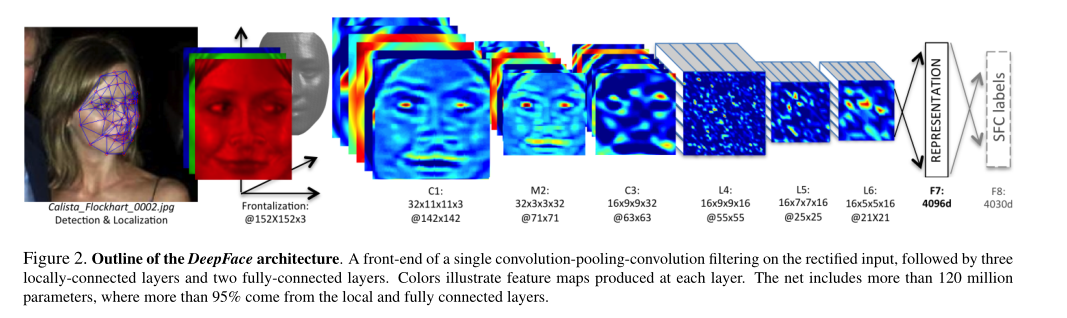 Calista_Flockhart_0002.jpg
Detection & Localization
Frontalization:
@152X152x3
C1:
32x11x11x3
@142x142
M2:
32x3x3x32
@71x71
C3:
16x9x9x32
@63x63
L4:
16x9x9x16
@55x55
L5:
16x7x7x16
@25x25
L6:
16x5x5x16
@21X21
REPRESENTATION
F7:
4096d
SFC labels
F8:
4030d
Figure 2. Outline of the DeepFace architecture. A front-end of a single convolution-pooling-convolution filtering on the rectified input, followed by three
locally-connected layers and two fully-connected layers. Colors illustrate feature maps produced at each layer. The net includes more than 120 million
parameters, where more than 95% come from the local and fully connected layers.